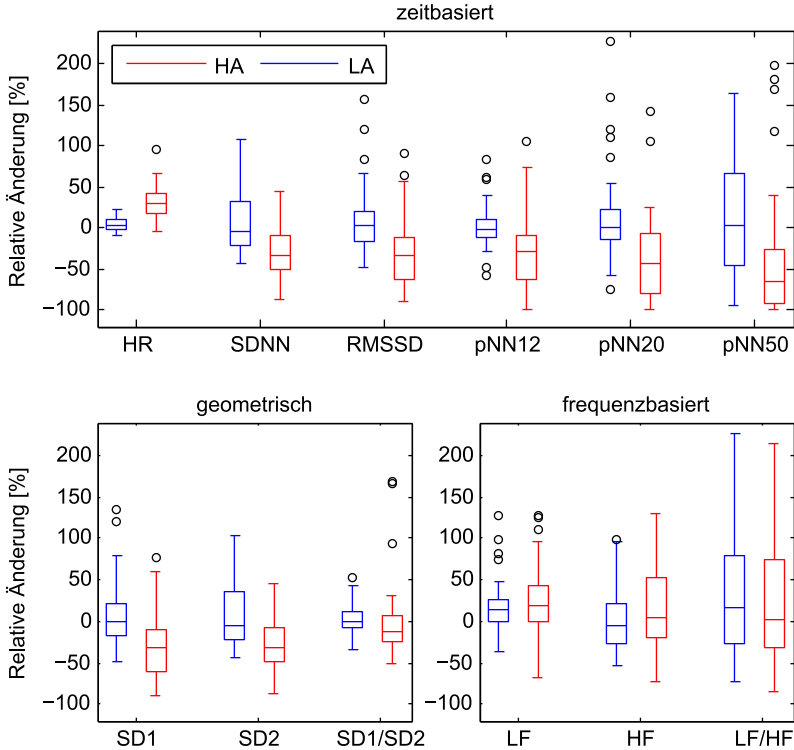 zeitbasiert
Relative Änderung [%]
200
150
100
50
0
−50
−100
HA LA
HR SDNN RMSSD pNN12 pNN20 pNN50
geometrisch
Relative Änderung [%]
200
150
100
50
0
−50
−100
SD1 SD2 SD1/SD2
frequenzbasiert
200
150
100
50
0
−50
−100
LF HF LF/HF